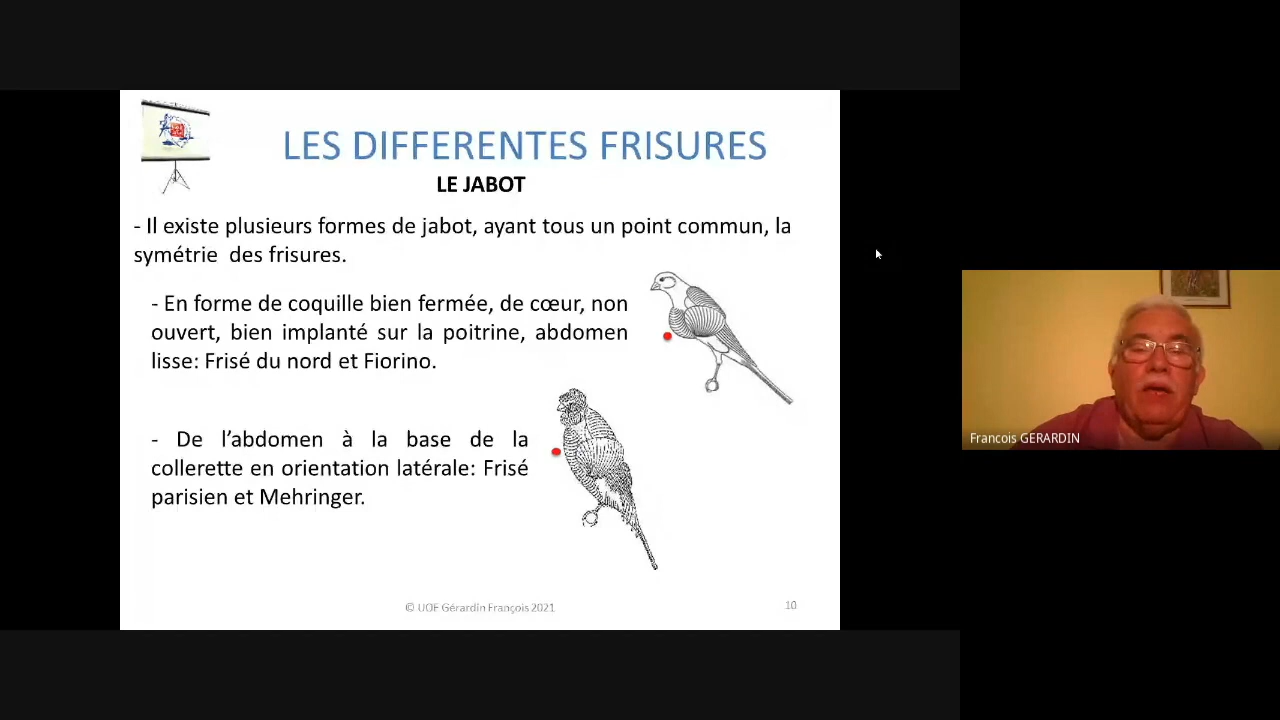 LES DIFFERENTES FRISURES
LE JABOT
- Il existe plusieurs formes de jabot, ayant tous un point commun, la
symétrie des frisures.
- En forme de coquille bien fermée, de cœur, non
ouvert, bien implanté sur la poitrine, abdomen
lisse: Frisé du nord et Fiorino.
- De l’abdomen à la base de la
collerette en orientation latérale: Frisé
parisien et Mehringer.
© UOF Gérardin François 2021
10
Francois GERARDIN